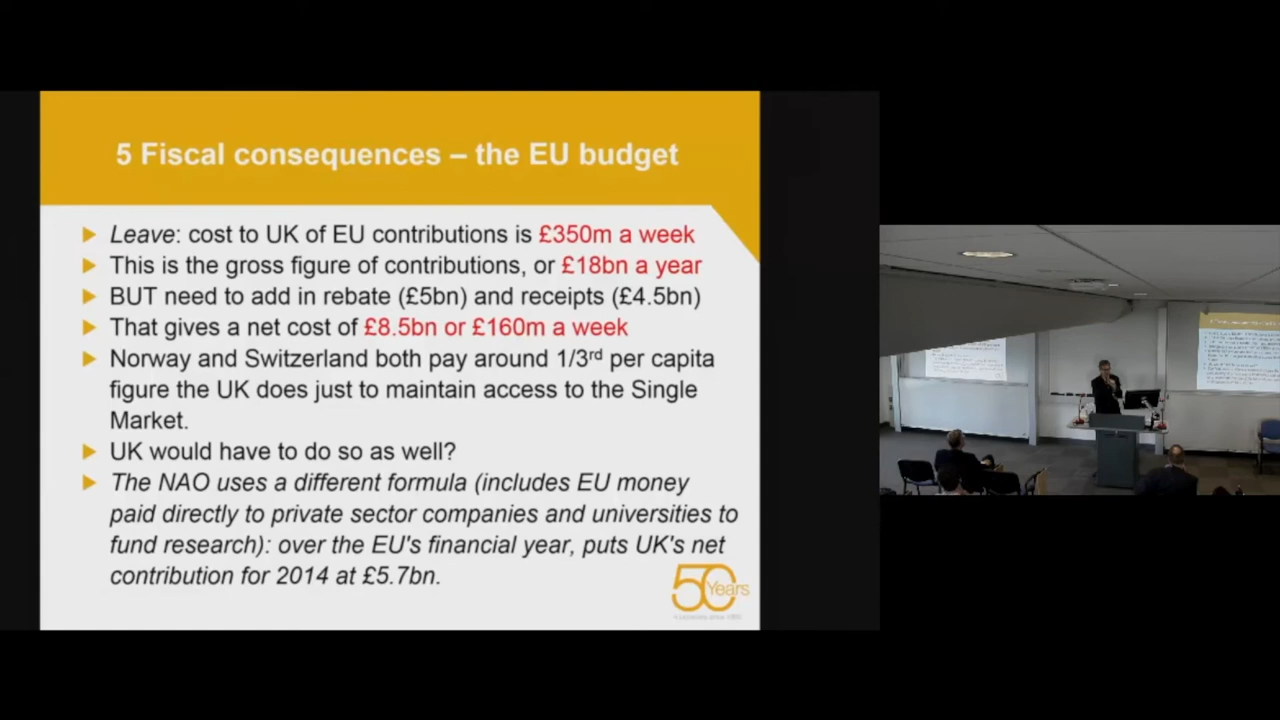 5 Fiscal consequences – the EU budget
Leave: cost to UK of EU contributions is £350m a week
This is the gross figure of contributions, or £18bn a year
BUT need to add in rebate (£5bn) and receipts (£4.5bn)
That gives a net cost of £8.5bn or £160m a week
Norway and Switzerland both pay around 1/3rd per capita
figure the UK does just to maintain access to the Single
Market.
UK would have to do so as well?
The NAO uses a different formula (includes EU money
paid directly to private sector companies and universities to
fund research): over the EU's financial year, puts UK's net
contribution for 2014 at £5.7bn.
50 Years